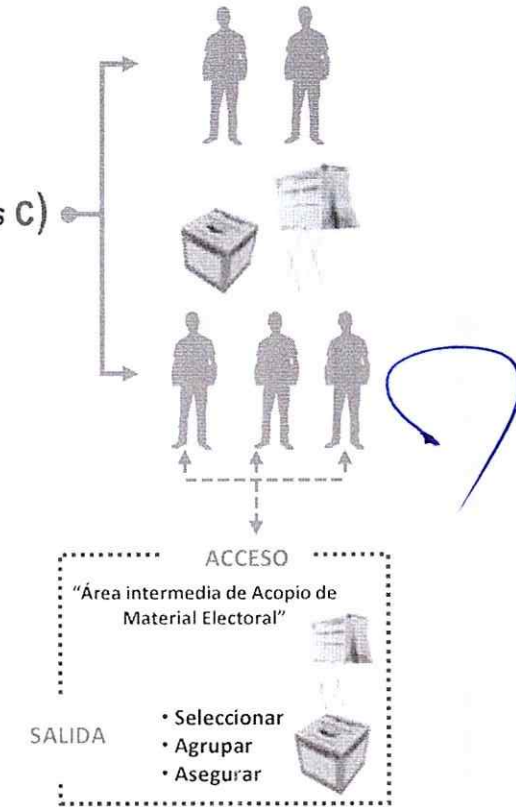 s C)
ACCESO
“Área intermedia de Acopio de
Material Electoral”
SALIDA
• Seleccionar
• Agrupar
• Asegurar